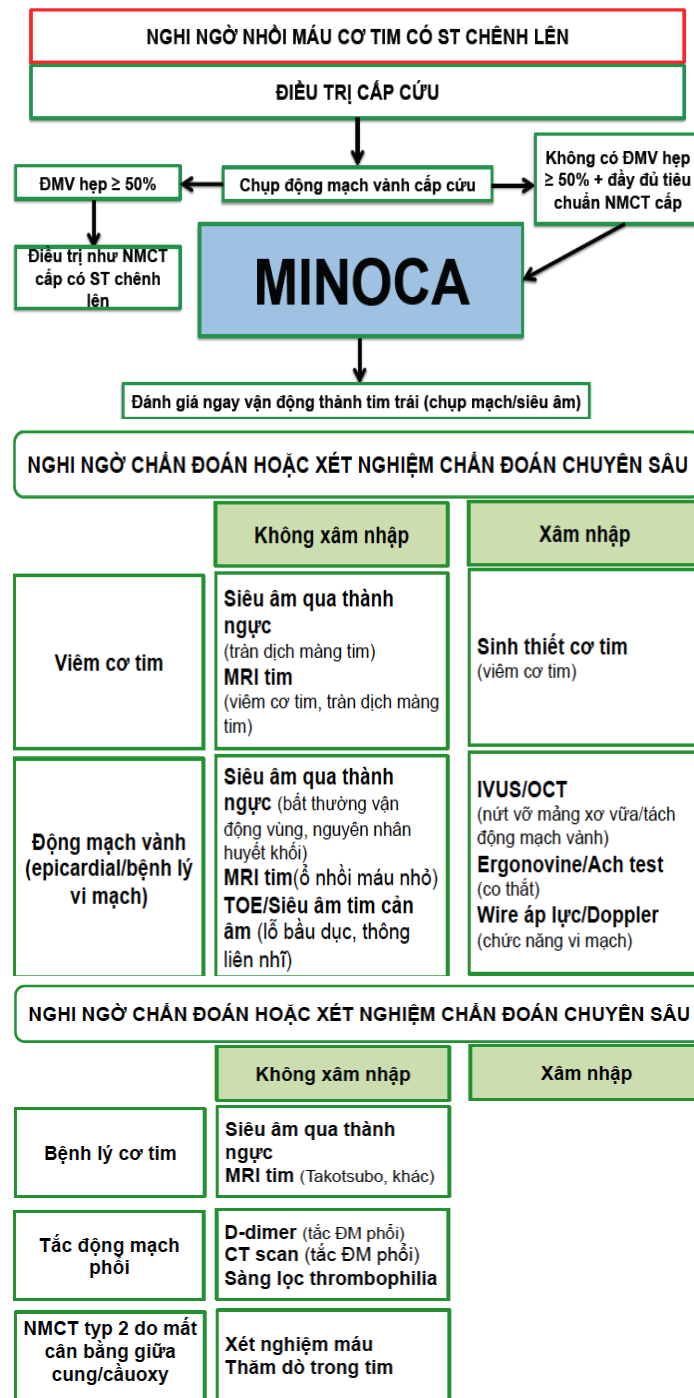 NGHI NGỜ NHỒI MÁU CƠ TIM CÓ ST CHÊNH LÊN
ĐIỀU TRỊ CẤP CỨU
ĐMV hẹp ≥ 50%
Chụp động mạch vành cấp cứu
Không có ĐMV hẹp
≥ 50% + đầy đủ tiêu
chuẩn NMCT cấp
Điều trị như NMCT
cấp có ST chênh
lên
MINOCA
Đánh giá ngay vận động thành tim trái (chụp mạch/siêu âm)
NGHI NGỜ CHẨN ĐOÁN HOẶC XÉT NGHIỆM CHẨN ĐOÁN CHUYÊN SÂU
Không xâm nhập
Xâm nhập
Viêm cơ tim
Siêu âm qua thành
ngực
(tràn dịch màng tim)
MRI tim
(viêm cơ tim, tràn dịch màng
tim)
Sinh thiết cơ tim
(viêm cơ tim)
Động mạch vành
(epicardial/bệnh lý
vi mạch)
Siêu âm qua thành
ngực (bất thường vận
động vùng, nguyên nhân
huyết khối)
MRI tim(ổ nhồi máu nhỏ)
TOE/Siêu âm tim cản
âm (lỗ bầu dục, thông
liên nhĩ)
IVUS/OCT
(nứt vỡ mảng xơ vữa/tách
động mạch vành)
Ergonovine/Ach test
(co thắt)
Wire áp lực/Doppler
(chức năng vi mạch)
NGHI NGỜ CHẨN ĐOÁN HOẶC XÉT NGHIỆM CHẨN ĐOÁN CHUYÊN SÂU
Không xâm nhập
Xâm nhập
Bệnh lý cơ tim
Siêu âm qua thành
ngực
MRI tim (Takotsubo, khác)
Tắc động mạch
phổi
D-dimer (tắc ĐM phổi)
CT scan (tắc ĐM phổi)
Sàng lọc thrombophilia
NMCT typ 2 do mất
cân bằng giữa
cung/cầuoxy
Xét nghiệm máu
Thăm dò trong tim